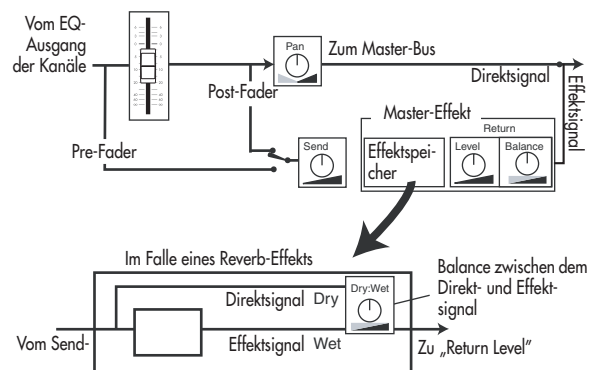 Vom EQ-
Ausgang
der Kanäle
Pan
Zum Master-Bus
Direktsignal
Effektsignal
Post-Fader
Master-Effekt
Return
Pre-Fader
Send
Effektspei-
cher
Level
Balance
Im Falle eines Reverb-Effekts
Balance zwischen dem
Direkt- und Effekt-
signal
Dry:Wet
Direktsignal Dry
Vom Send-
Effektsignal Wet
Zu „Return Level"